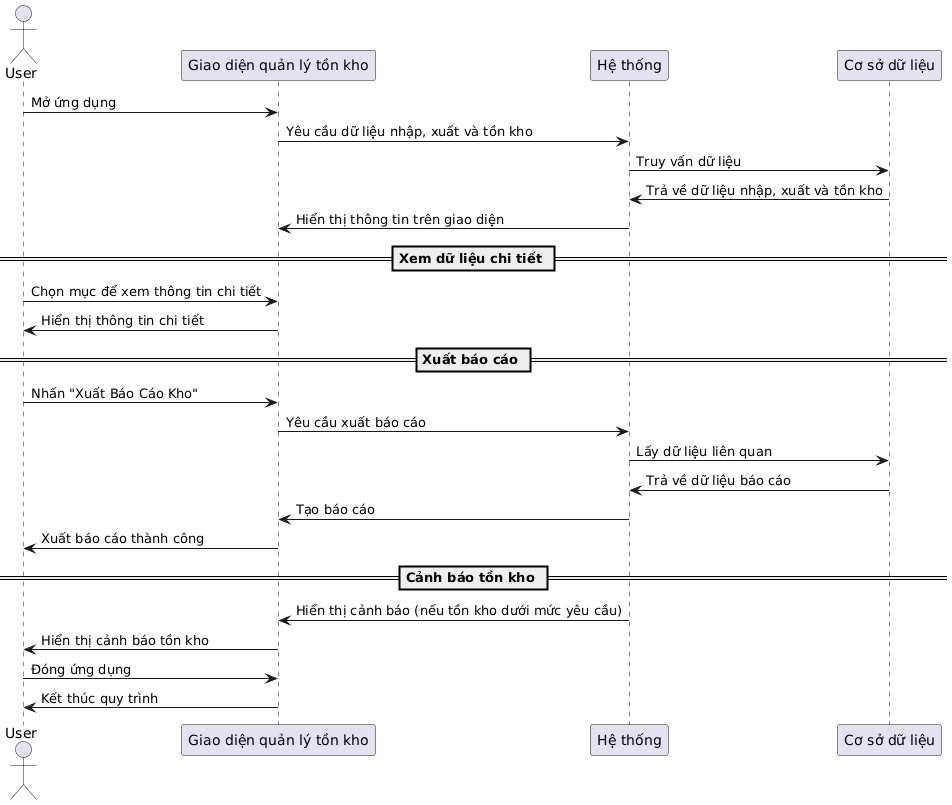 User
Giao diện quản lý tồn kho
Hệ thống
Cơ sở dữ liệu
Mở ứng dụng
Yêu cầu dữ liệu nhập, xuất và tồn kho
Truy vấn dữ liệu
Trả về dữ liệu nhập, xuất và tồn kho
Hiển thị thông tin trên giao diện
Xem dữ liệu chi tiết
Chọn mục để xem thông tin chi tiết
Hiển thị thông tin chi tiết
Xuất báo cáo
Nhấn "Xuất Báo Cáo Kho"
Yêu cầu xuất báo cáo
Lấy dữ liệu liên quan
Trả về dữ liệu báo cáo
Tạo báo cáo
Xuất báo cáo thành công
Cảnh báo tồn kho
Hiển thị cảnh báo (nếu tồn kho dưới mức yêu cầu)
Hiển thị cảnh báo tồn kho
Đóng ứng dụng
Kết thúc quy trình
User
Giao diện quản lý tồn kho
Hệ thống
Cơ sở dữ liệu